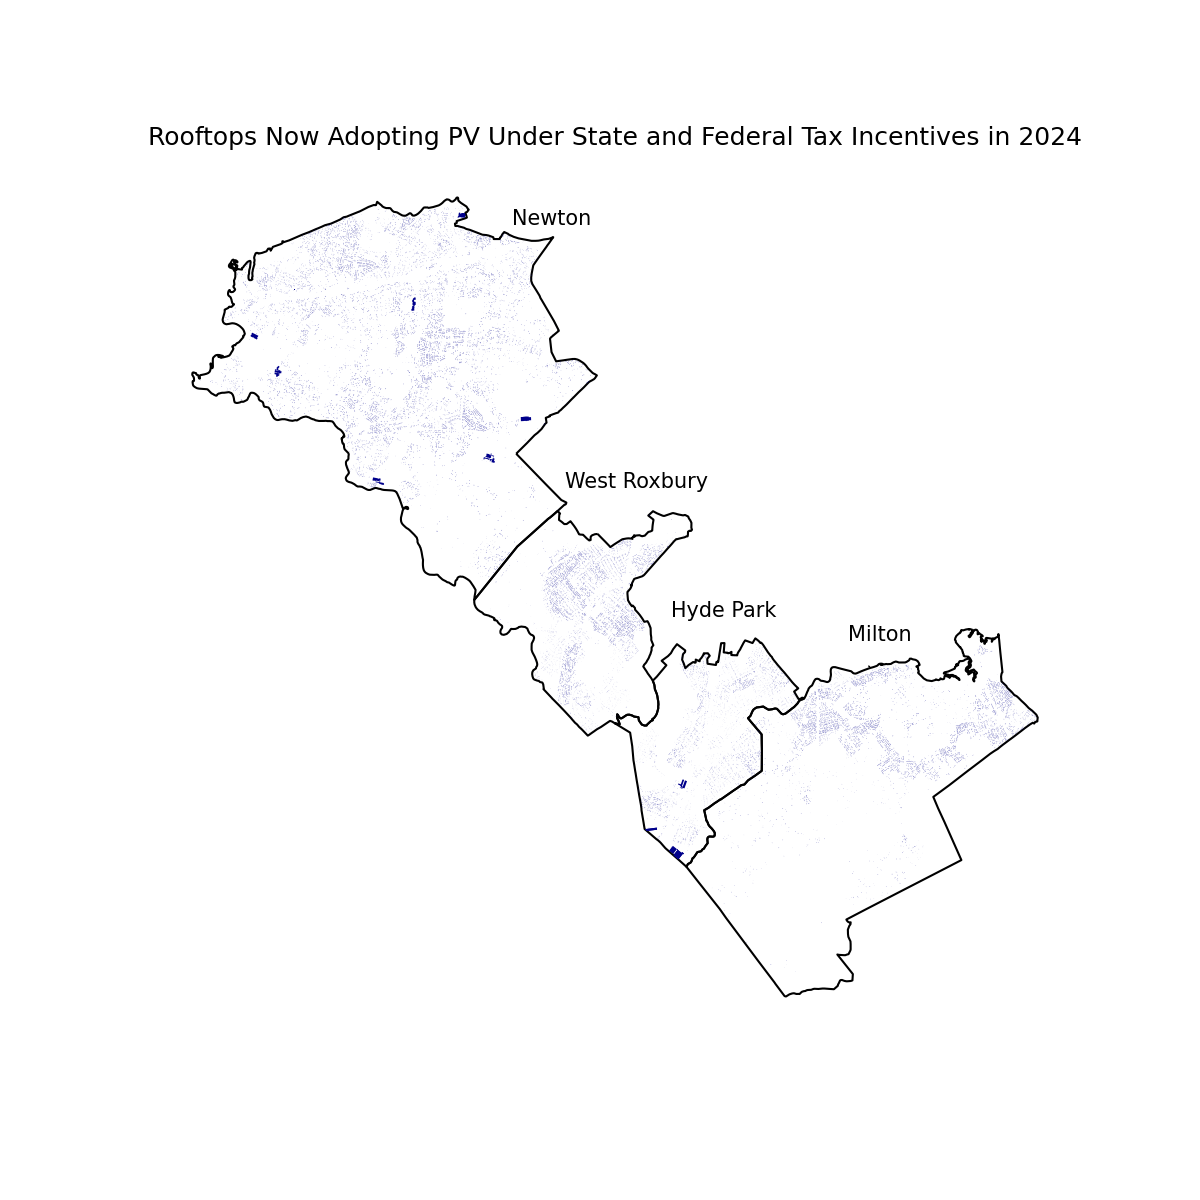 Rooftops Now Adopting PV Under State and Federal Tax Incentives in 2024
Newton
West Roxbury
Hyde Park
Milton